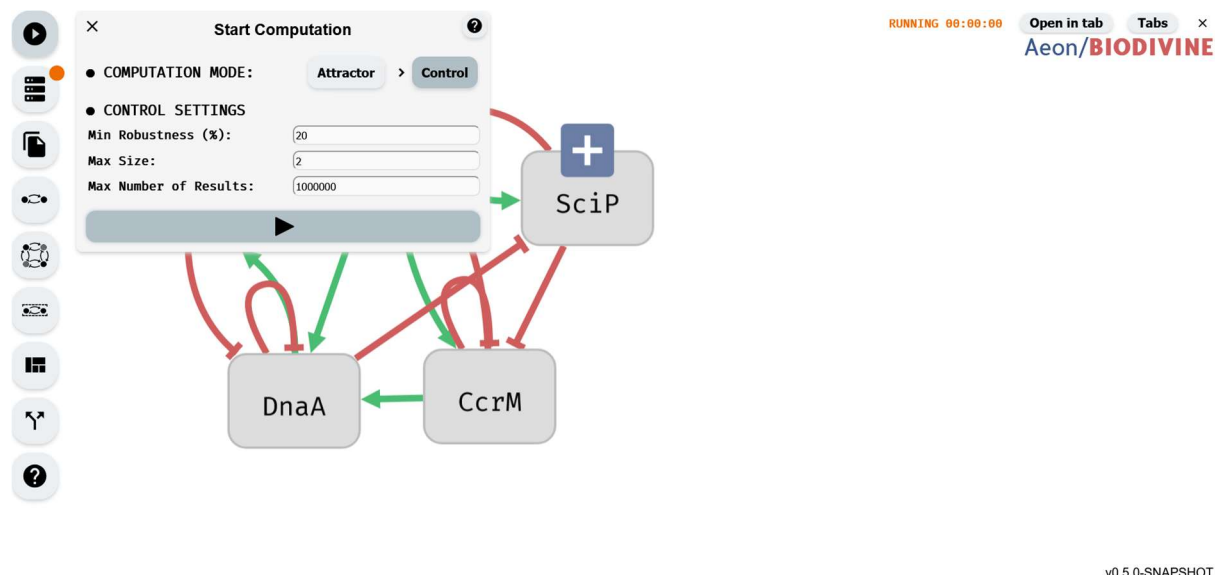 Start Computation
RUNNING 00:00:00 Open in tab Tabs ×
Aeon/BIODIVINE
● COMPUTATION MODE: Attractor > Control
● CONTROL SETTINGS
Min Robustness (%): 20
Max Size: 2
Max Number of Results: 1000000
SciP
DnaA
CcrM
v0.5.0-SNAPSHOT